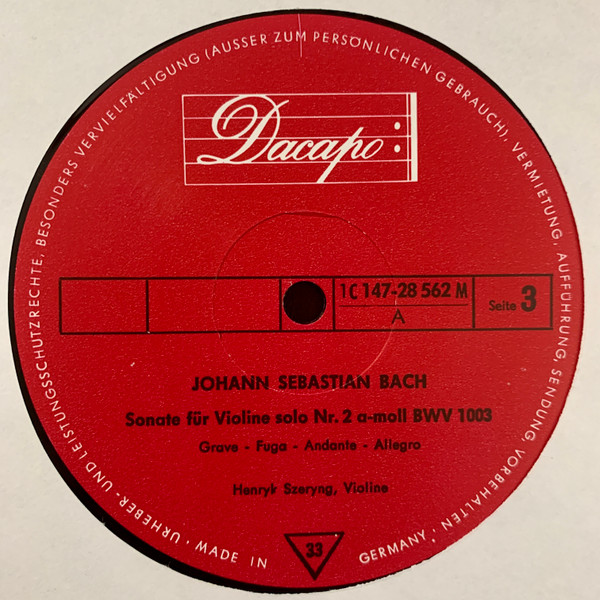 URHEBER- UND LEISTUNGSSCHUTZRECHTE, BESONDERS VERVIELFÄLTIGUNG (AUSSER ZUM PERSÖNLICHEN GEBRAUCH), VERMIETUNG, AUFFÜHRUNG, SENDUNG, VORBEHALTEN · MADE IN GERMANY ·
Dacapo
1 C 147-28 562 M
A
Seite 3
JOHANN SEBASTIAN BACH
Sonate für Violine solo Nr. 2 a-moll BWV 1003
Grave - Fuga - Andante - Allegro
Henryk Szeryng, Violine
33